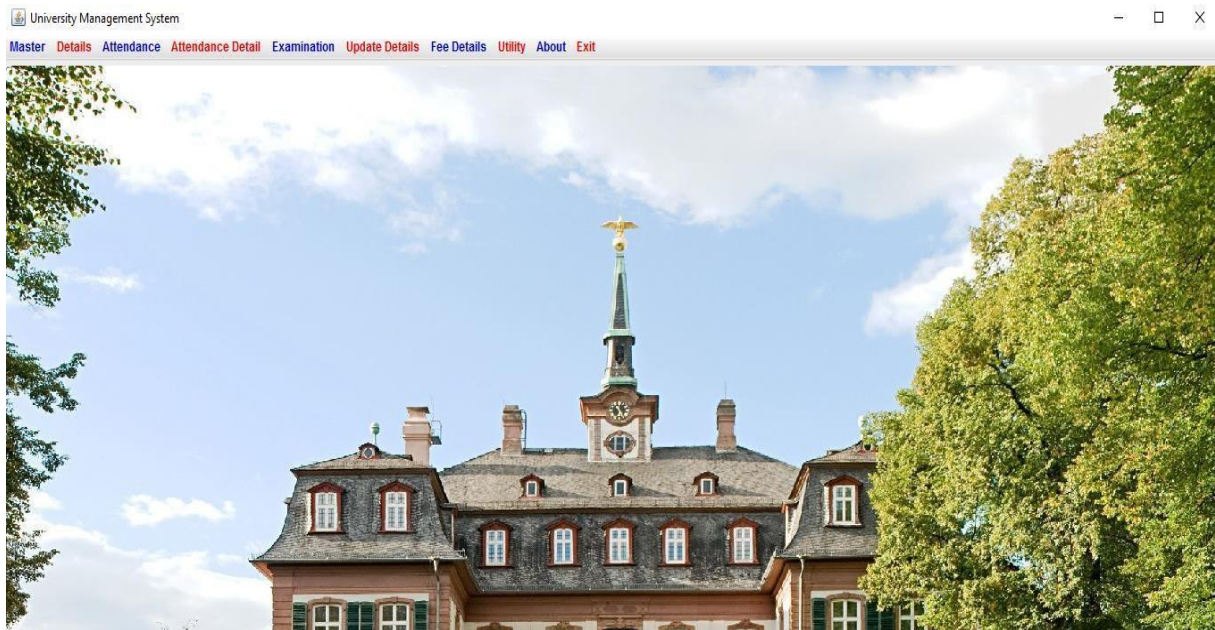 University Management System
Master Details Attendance Attendance Detail Examination Update Details Fee Details Utility About Exit